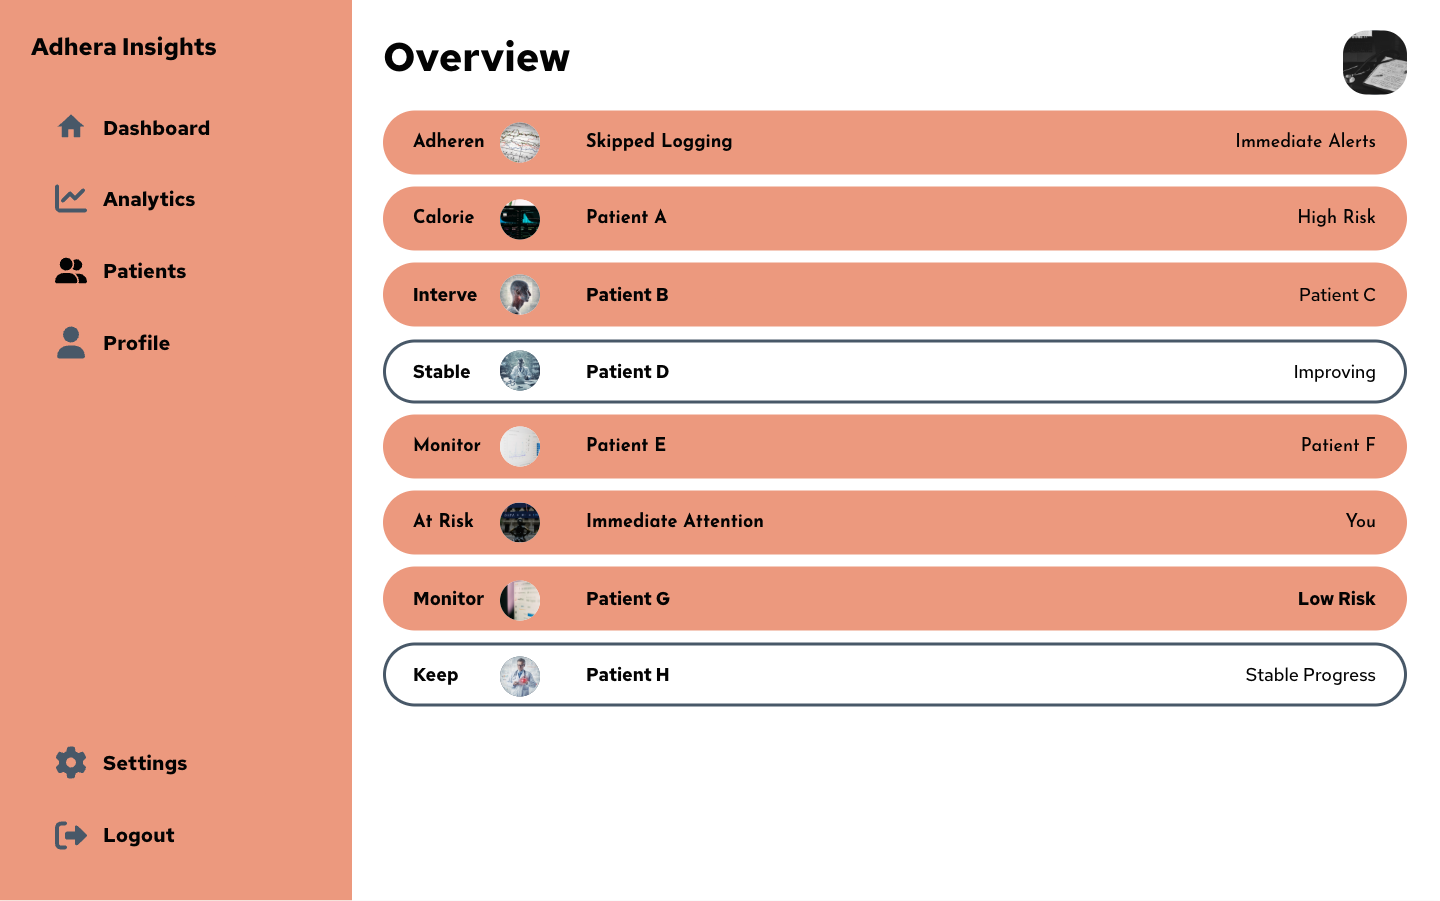 Adhera Insights
Dashboard
Analytics
Patients
Profile
Settings
Logout
Overview
Adheren Skipped Logging Immediate Alerts
Calorie Patient A High Risk
Interve Patient B Patient C
Stable Patient D Improving
Monitor Patient E Patient F
At Risk Immediate Attention You
Monitor Patient G Low Risk
Keep Patient H Stable Progress